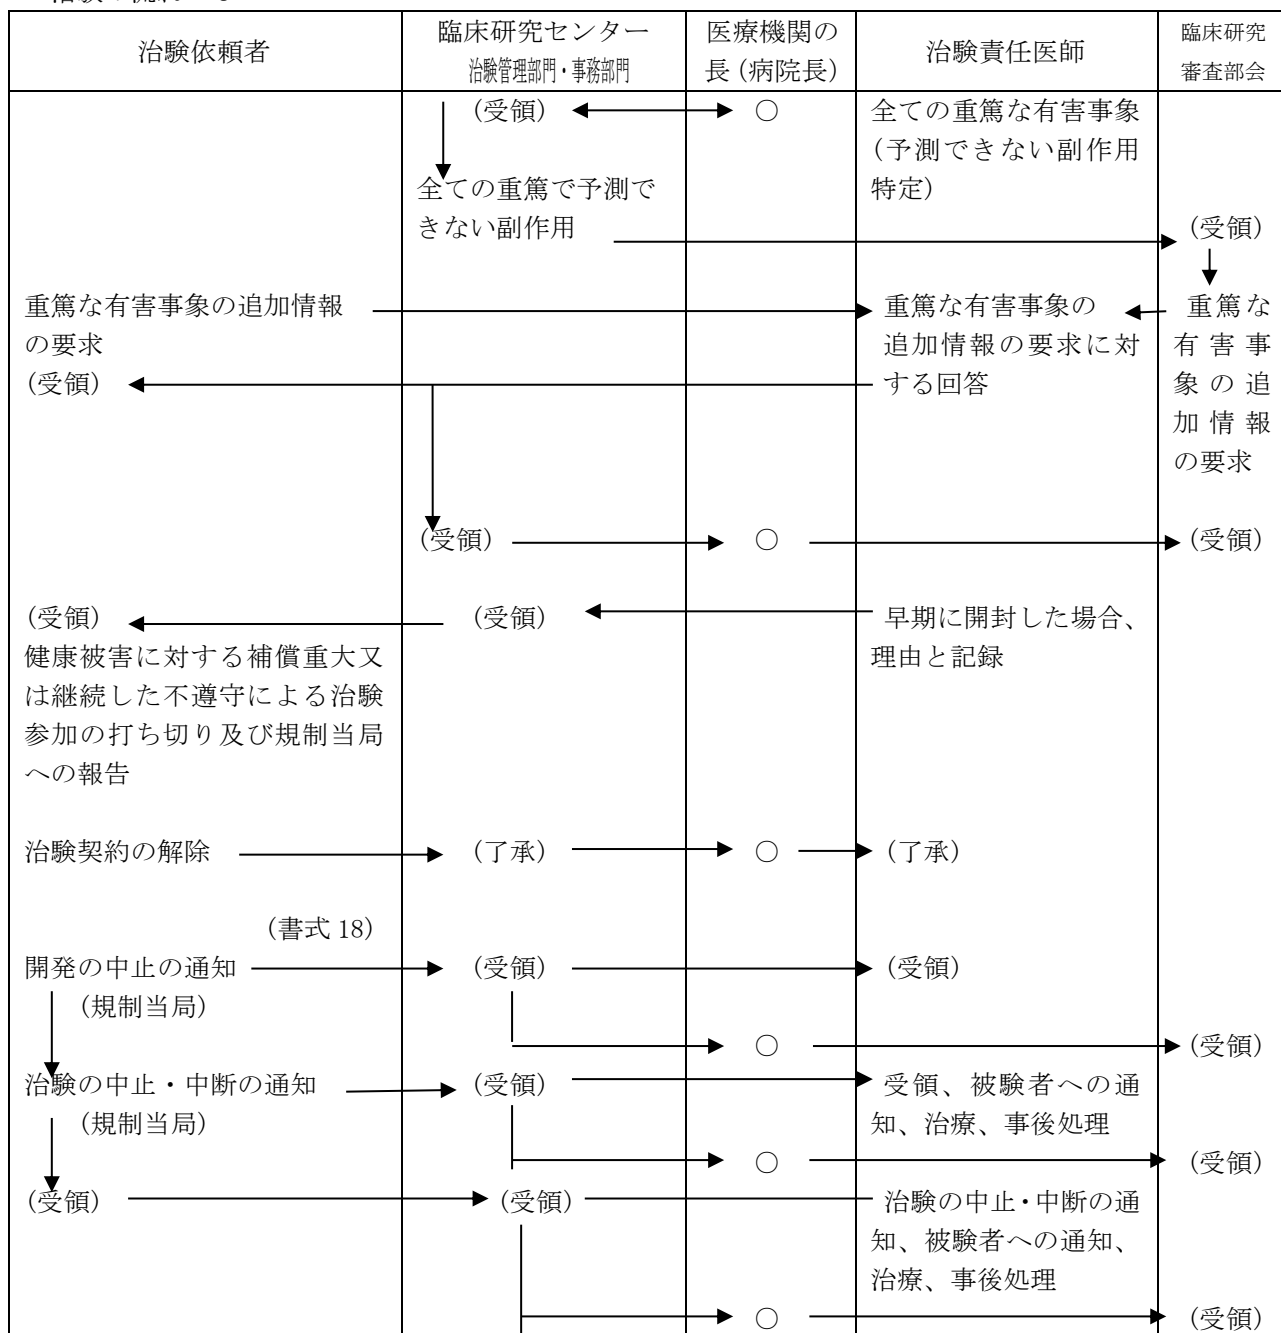 治験依頼者
臨床研究センター
治験管理部門・事務部門
医療機関の
長(病院長)
治験責任医師
臨床研究
審査部会
(受領)
○
全ての重篤な有害事象
(予測できない副作用
特定)
全ての重篤で予測で
きない副作用
(受領)
重篤な有害事象の追加情報
の要求
(受領)
重篤な有害事象の
追加情報の要求に対
する回答
重篤な
有害事
象の追
加情報
の要求
(受領)
○
(受領)
(受領)
(受領)
早期に開封した場合、
理由と記録
健康被害に対する補償重大又
は継続した不遵守による治験
参加の打ち切り及び規制当局
への報告
治験契約の解除
(了承)
○
(了承)
(書式 18)
開発の中止の通知
(規制当局)
(受領)
(受領)
○
(受領)
治験の中止・中断の通知
(規制当局)
(受領)
受領、被験者への通
知、治療、事後処理
○
(受領)
(受領)
(受領)
治験の中止・中断の通
知、被験者への通知、
治療、事後処理
○
(受領)